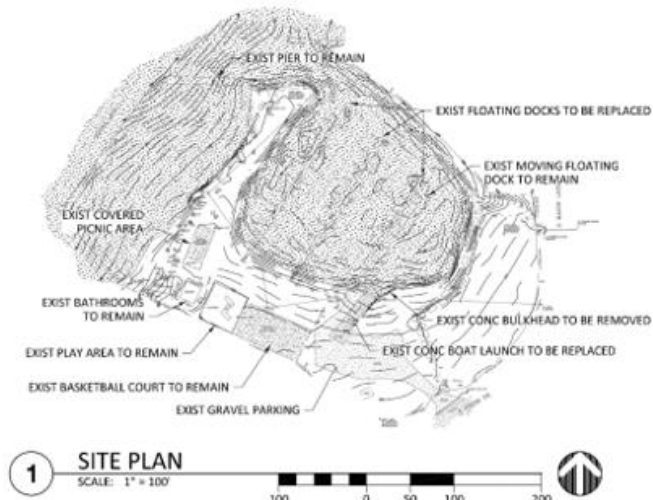 EXIST PIER TO REMAIN
EXIST FLOATING DOCKS TO BE REPLACED
EXIST MOVING FLOATING
DOCK TO REMAIN
EXIST COVERED
PICNIC AREA
EXIST BATHROOMS
TO REMAIN
EXIST CONC BULKHEAD TO BE REMOVED
EXIST PLAY AREA TO REMAIN
EXIST CONC BOAT LAUNCH TO BE REPLACED
EXIST BASKETBALL COURT TO REMAIN
EXIST GRAVEL PARKING
1
SITE PLAN
SCALE: 1" = 100'
100 0 50 100 200